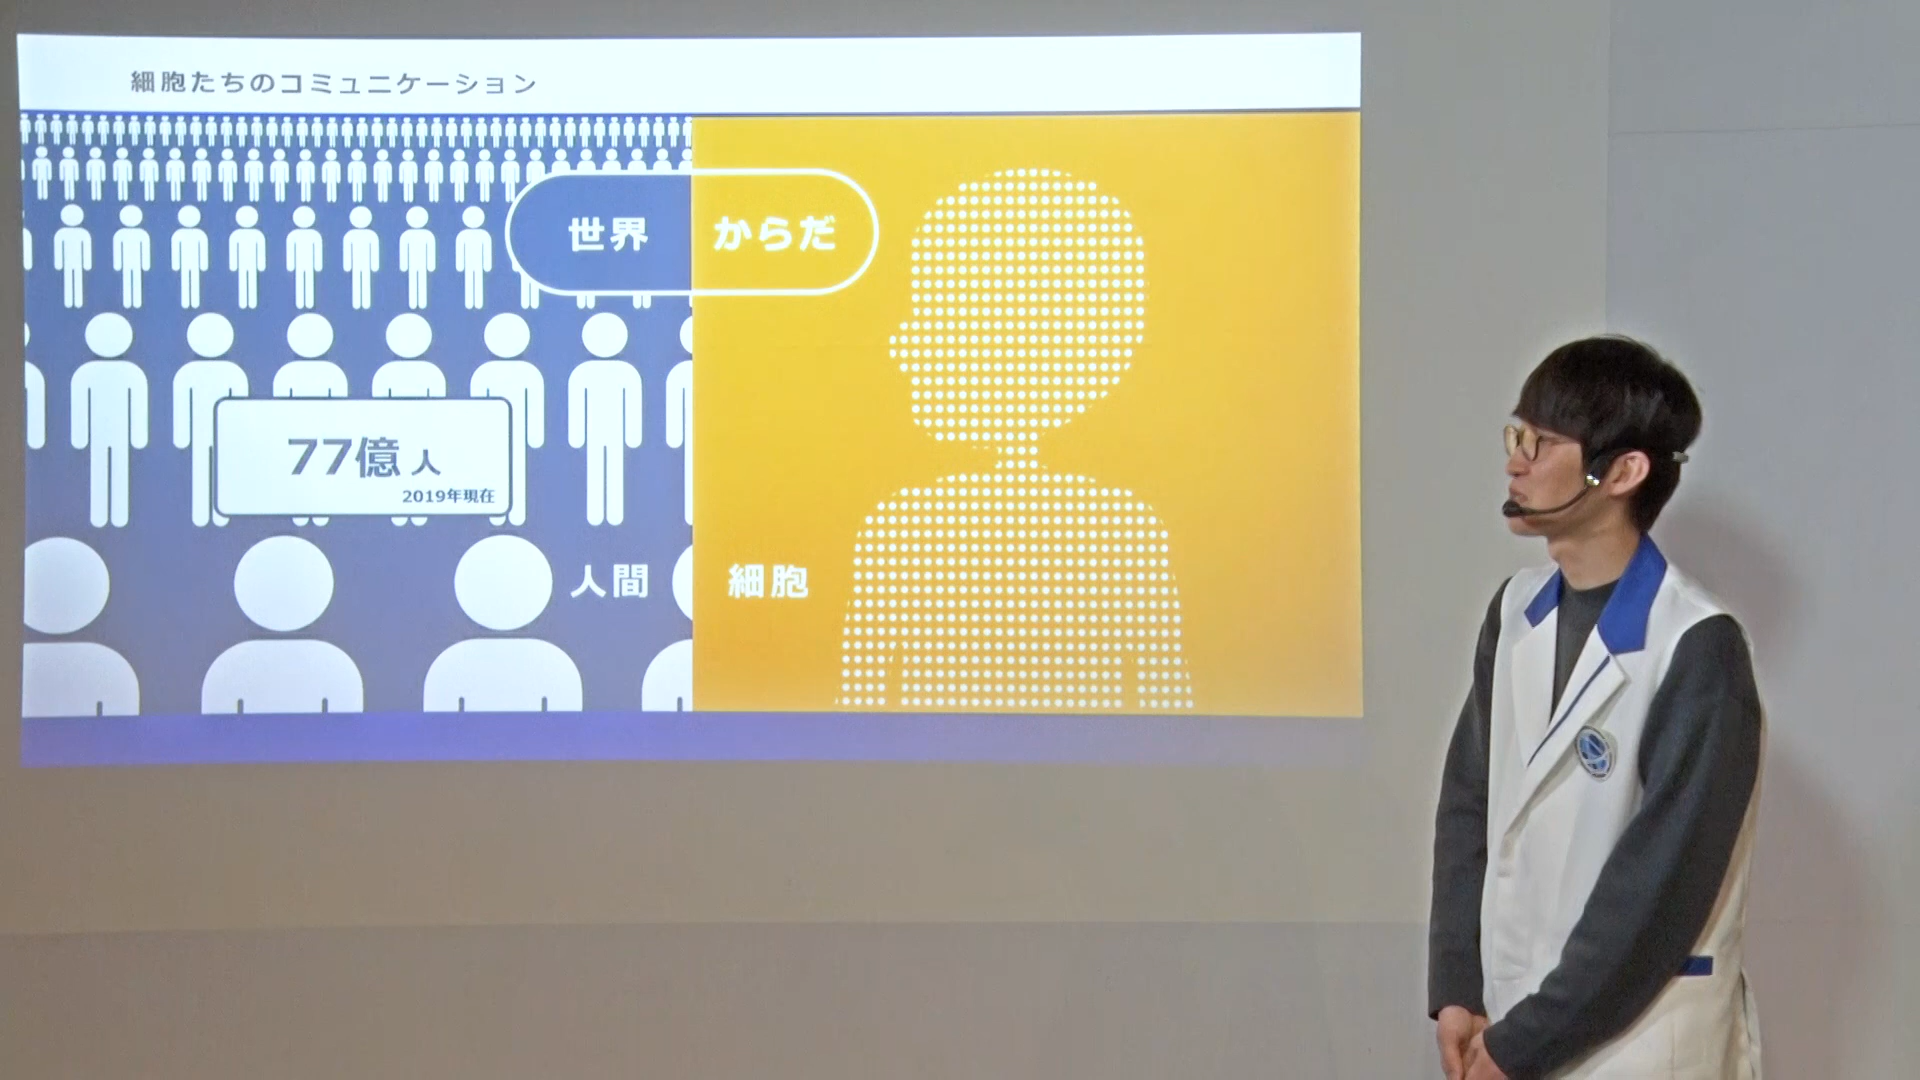 細胞たちのコミュニケーション
世界 からだ
77億人
2019年現在
人間 細胞